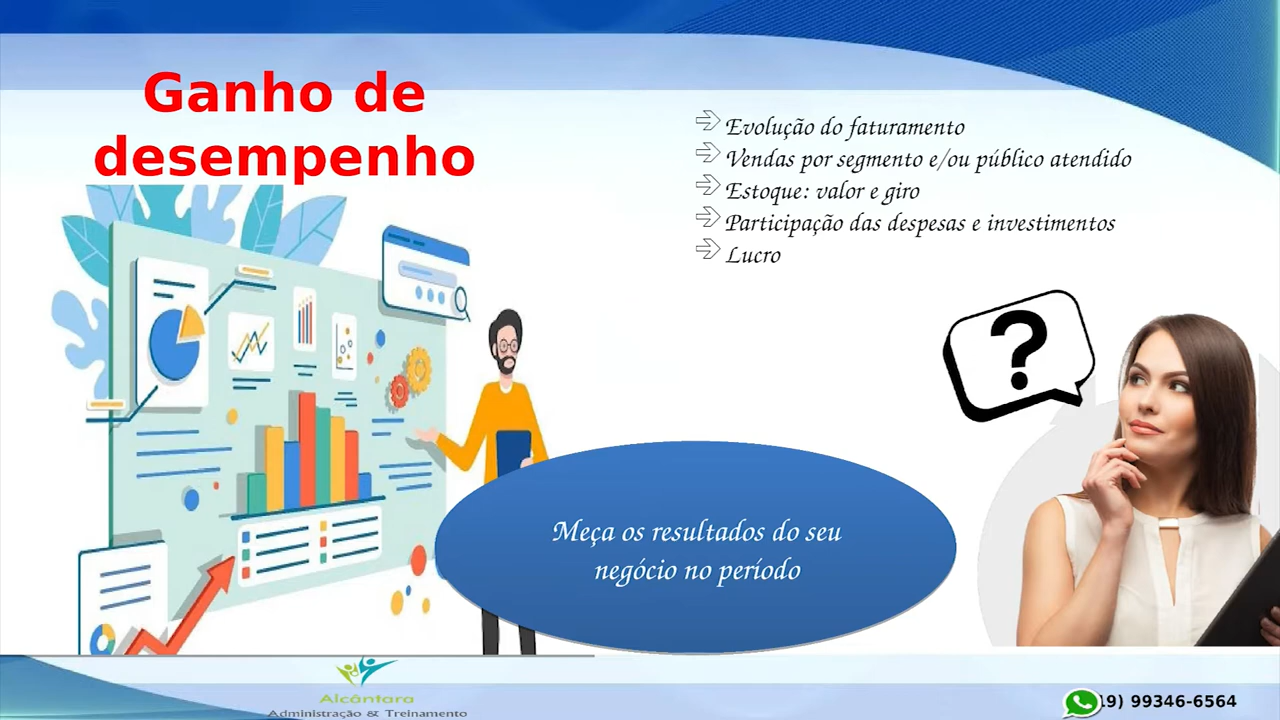 Ganho de
desempenho
Evolução do faturamento
Vendas por segmento e/ou público atendido
Estoque: valor e giro
Participação das despesas e investimentos
Lucro
?
Meça os resultados do seu
negócio no período
Alcântara
Administração & Treinamento
19) 99346-6564